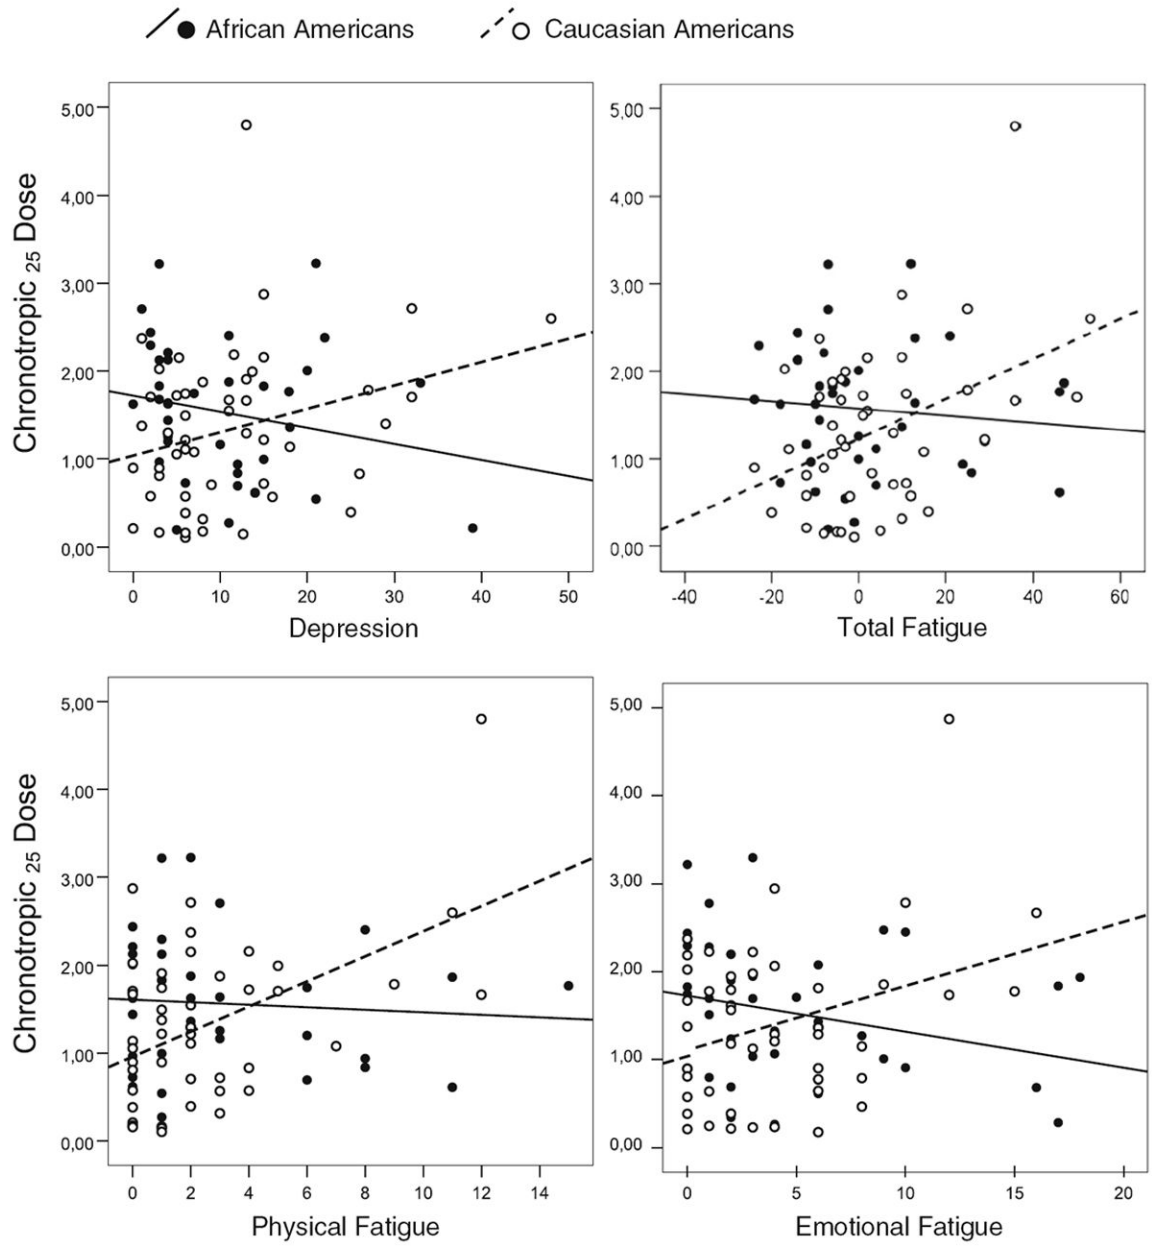 African Americans Caucasian Americans
5,00
4,00
3,00
2,00
1,00
0,00
Chronotropic 25 Dose
0 10 20 30 40 50
Depression
5,00
4,00
3,00
2,00
1,00
0,00
-40 -20 0 20 40 60
Total Fatigue
5,00
4,00
3,00
2,00
1,00
0,00
Chronotropic 25 Dose
0 2 4 6 8 10 12 14
Physical Fatigue
5,00
4,00
3,00
2,00
1,00
0,00
0 5 10 15 20
Emotional Fatigue